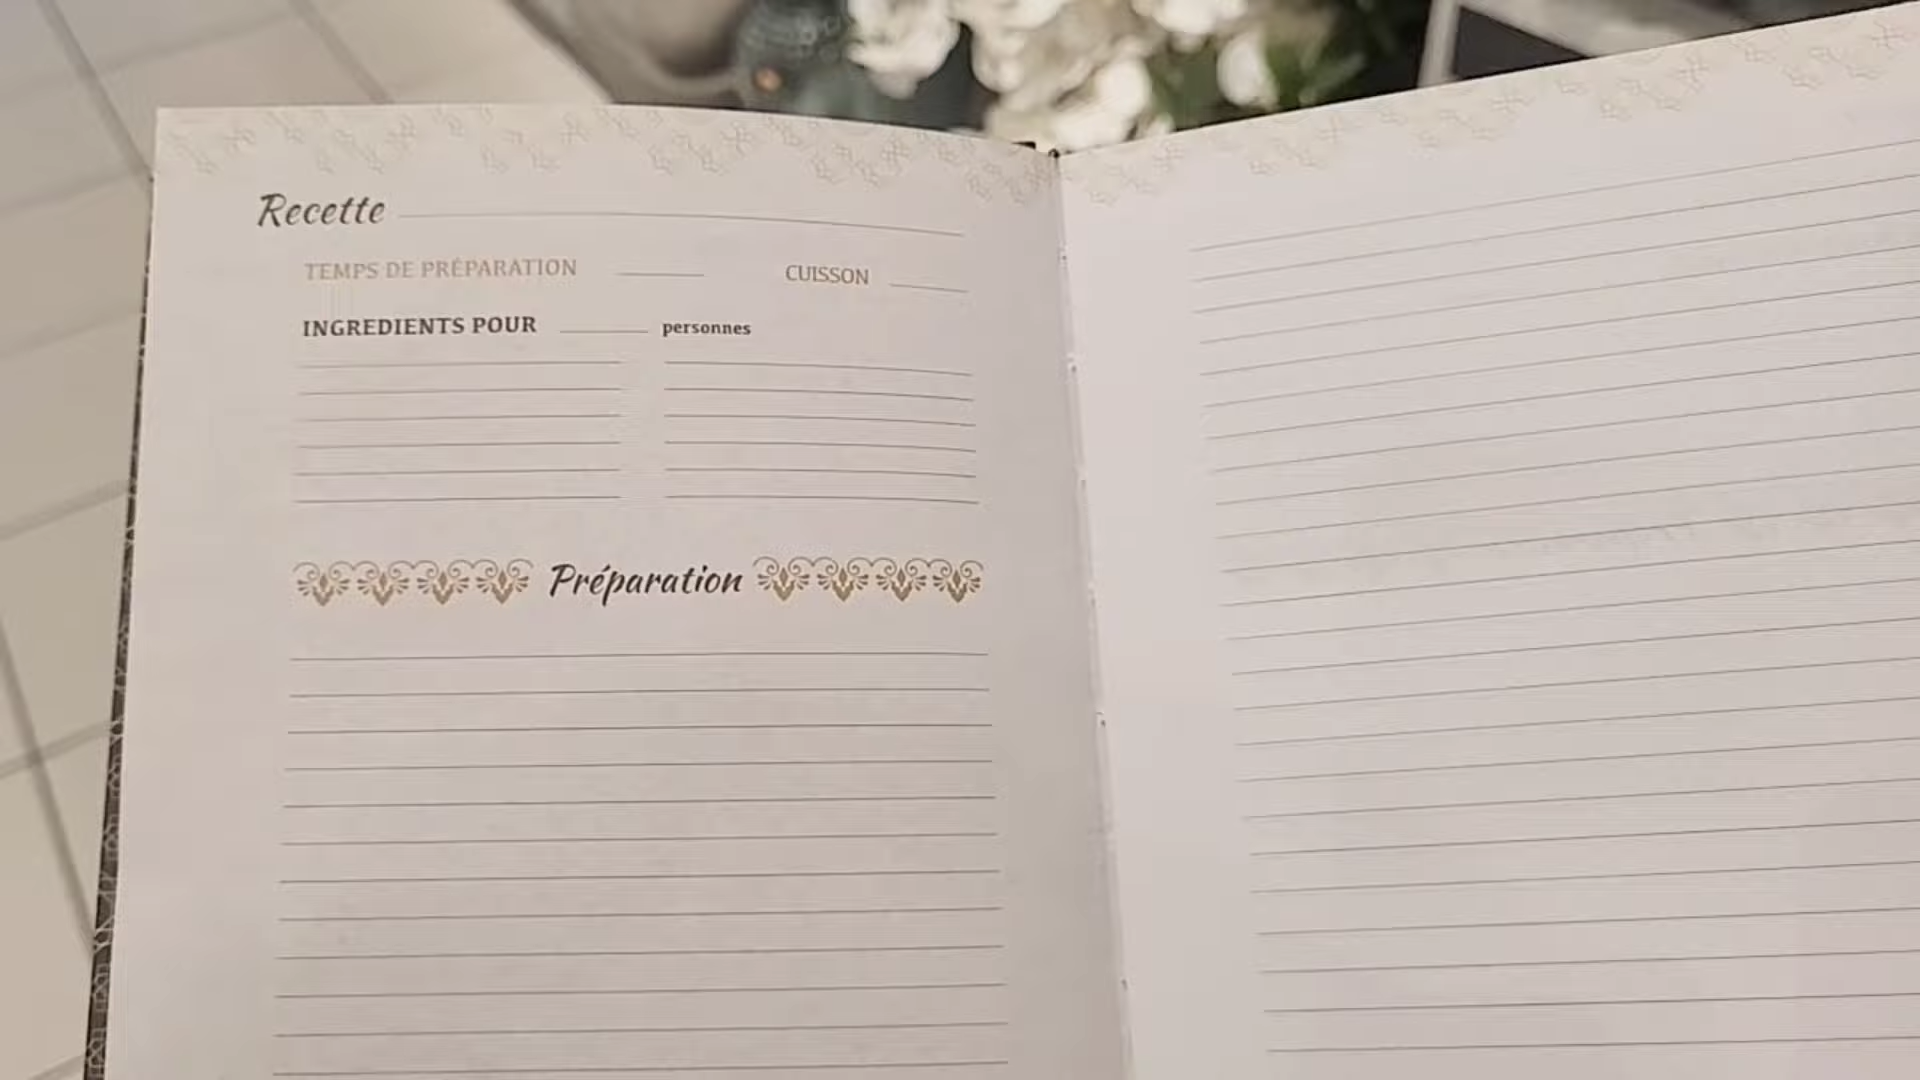 Recette
TEMPS DE PRÉPARATION CUISSON
INGREDIENTS POUR personnes
Préparation